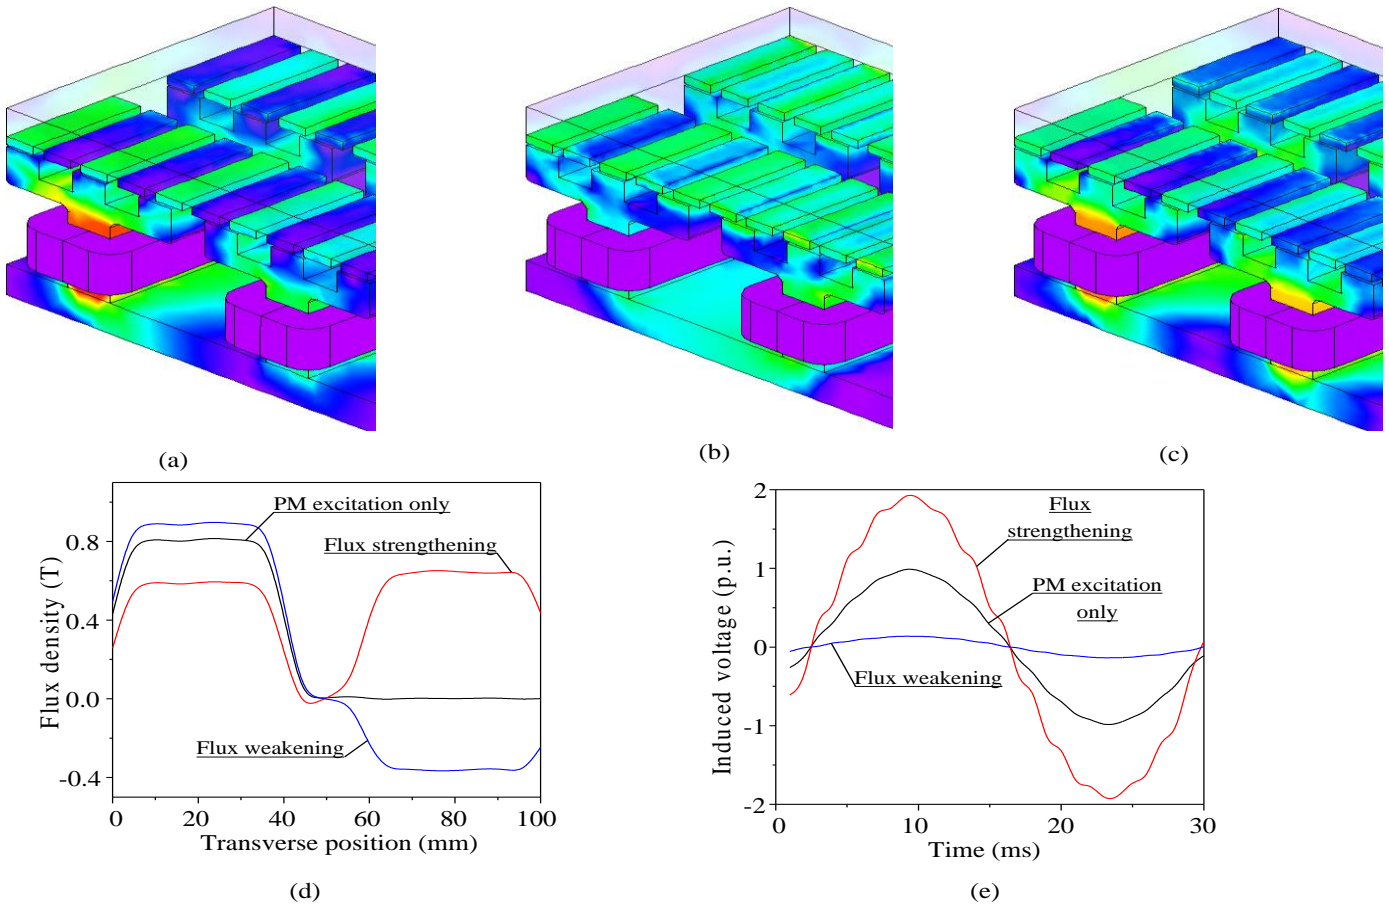 (a)
(b)
(c)
PM excitation only
Flux strengthening
Flux weakening
0.8
0.4
0.0
-0.4
Flux density (T)
0
20
40
60
80
100
Transverse position (mm)
(d)
Flux
strengthening
PM excitation
only
Flux weakening
2
1
0
-1
-2
Induced voltage (p.u.)
0
10
20
30
Time (ms)
(e)